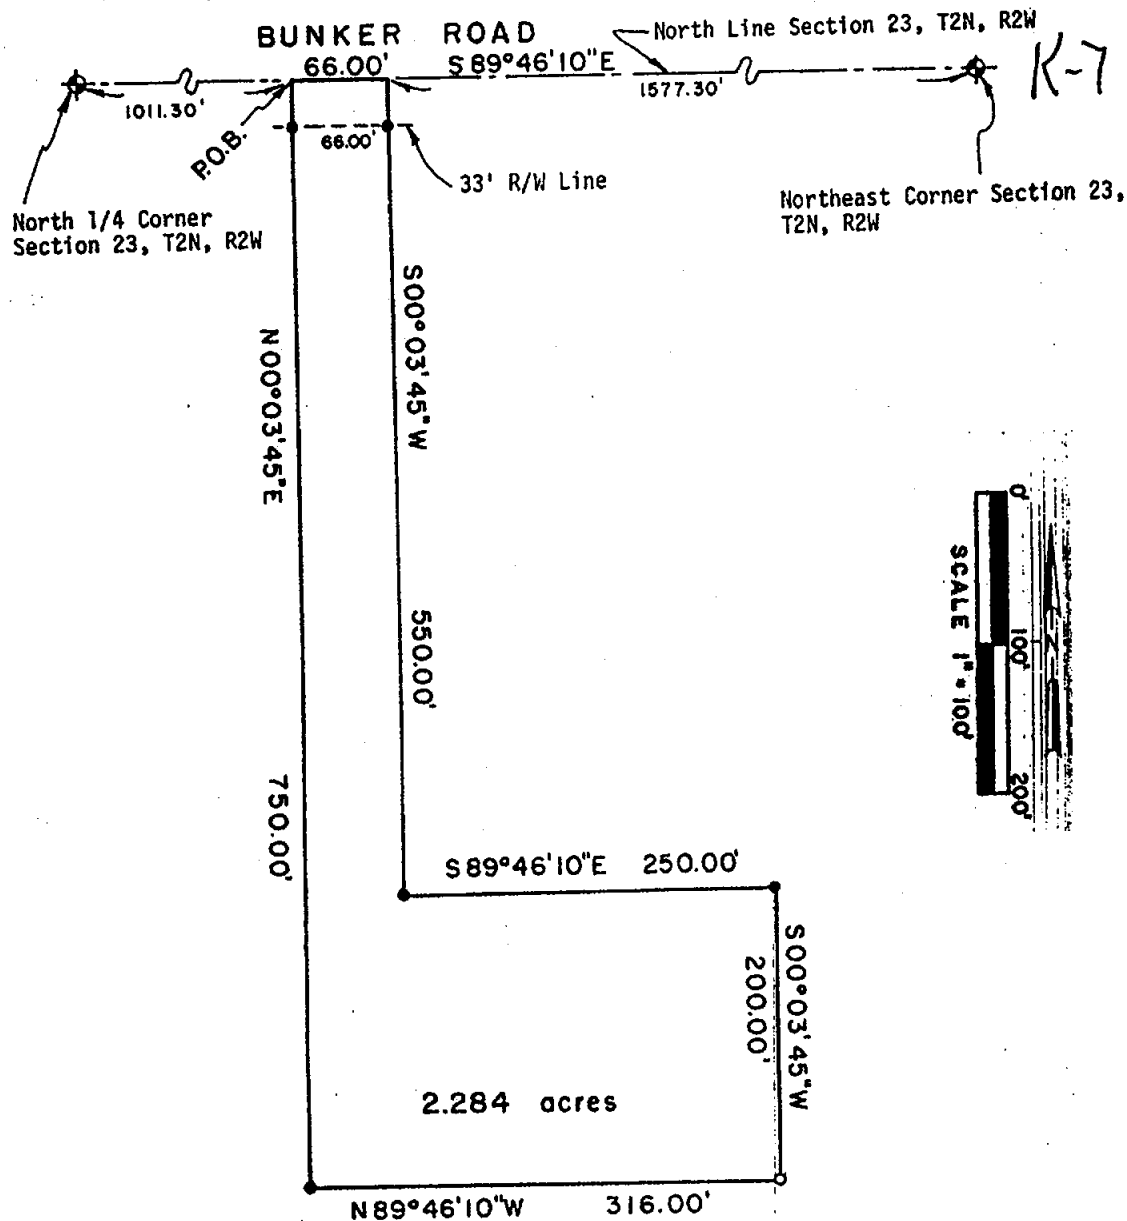 BUNKER ROAD
North Line Section 23, T2N, R2W
66.00'
S89°46'10"E
K-7
1011.30'
1577.30'
P.O.B.
66.00'
33' R/W Line
North 1/4 Corner
Section 23, T2N, R2W
Northeast Corner Section 23,
T2N, R2W
N00°03'45"E
750.00'
S00°03'45"W
550.00'
0'
100'
200'
SCALE 1" = 100'
N
S89°46'10"E 250.00'
S00°03'45"W
200.00'
2.284 acres
N89°46'10"W 316.00'